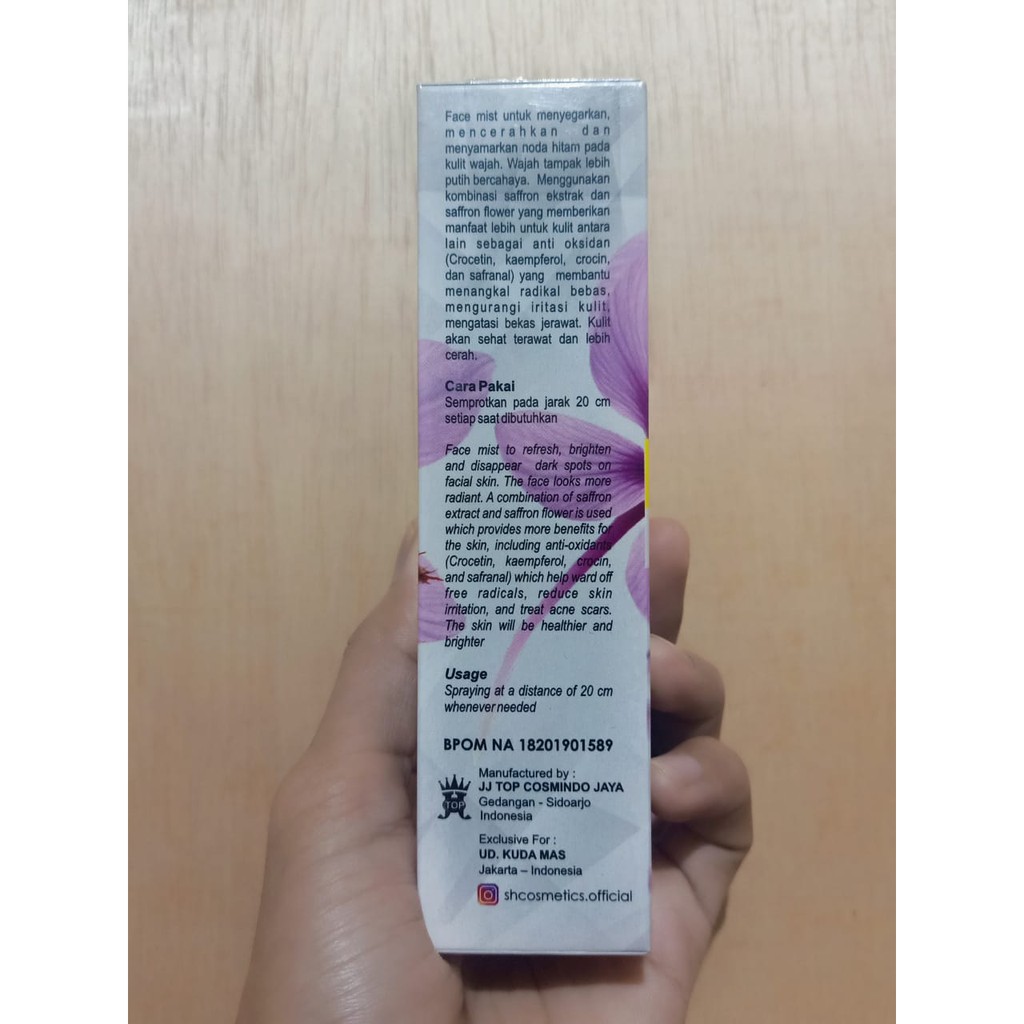 Face mist untuk menyegarkan,
mencerahkan dan
menyamarkan noda hitam pada
kulit wajah. Wajah tampak lebih
putih bercahaya. Menggunakan
kombinasi saffron ekstrak dan
saffron flower yang memberikan
manfaat lebih untuk kulit antara
lain sebagai anti oksidan
(Crocetin, kaempferol, crocin,
dan safranal) yang membantu
menangkal radikal bebas,
mengurangi iritasi kulit,
mengatasi bekas jerawat. Kulit
akan sehat terawat dan lebih
cerah.
Cara Pakai
Semprotkan pada jarak 20 cm
setiap saat dibutuhkan
Face mist to refresh, brighten
and disappear dark spots on
facial skin. The face looks more
radiant. A combination of saffron
extract and saffron flower is used
which provides more benefits for
the skin, including anti-oxidants
(Crocetin, kaempferol, crocin,
and safranal) which help ward off
free radicals, reduce skin
irritation, and treat acne scars.
The skin will be healthier and
brighter
Usage
Spraying at a distance of 20 cm
whenever needed
BPOM NA 18201901589
Manufactured by :
JJ TOP COSMINDO JAYA
TOP
Gedangan - Sidoarjo
Indonesia
Exclusive For :
UD. KUDA MAS
Jakarta – Indonesia
shcosmetics.official